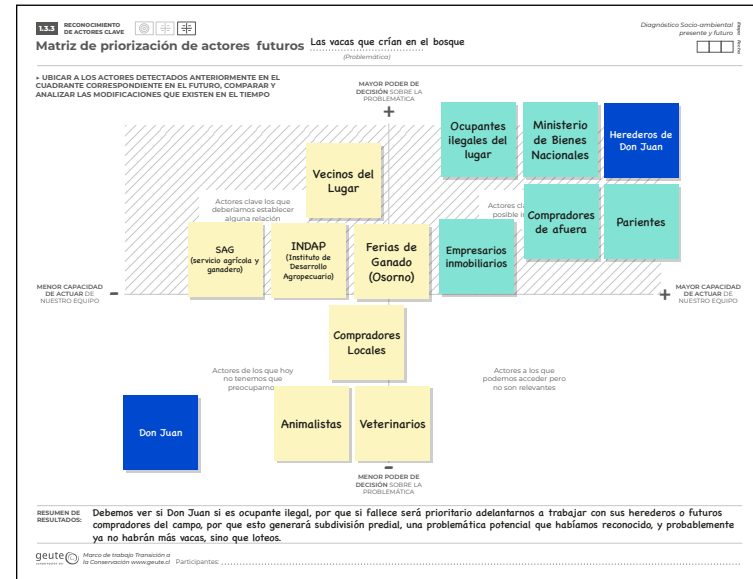 1.3.3 RECONOCIMIENTO
DE ACTORES CLAVE
Matriz de priorización de actores futuros Las vacas que crían en el bosque
(Problemática)
Diagnóstico Socio-ambiental
presente y futuro
Etapa
Fecha
▸ UBICAR A LOS ACTORES DETECTADOS ANTERIORMENTE EN EL
CUADRANTE CORRESPONDIENTE EN EL FUTURO, COMPARAR Y
ANALIZAR LAS MODIFICACIONES QUE EXISTEN EN EL TIEMPO
MAYOR PODER DE
DECISIÓN SOBRE LA
PROBLEMÁTICA
+
Ocupantes
ilegales del
lugar
Ministerio
de Bienes
Nacionales
Herederos de
Don Juan
Vecinos del
Lugar
Actores clave los que
deberíamos establecer
alguna relación
Actores
posible
Compradores
de afuera
Parientes
SAG
(servicio agrícola y
ganadero)
INDAP
(Instituto de
Desarrollo
Agropecuario)
Ferias de
Ganado
(Osorno)
Empresarios
inmobiliarios
MENOR CAPACIDAD
DE ACTUAR DE
NUESTRO EQUIPO
-
+
MAYOR CAPACIDAD
DE ACTUAR DE
NUESTRO EQUIPO
Compradores
Locales
Actores de los que hoy
no tenemos que
preocuparno
Actores a los que
podemos acceder pero
no son relevantes
Don Juan
Animalistas
Veterinarios
-
MENOR PODER DE
DECISIÓN SOBRE LA
PROBLEMÁTICA
RESUMEN DE
RESULTADOS:
Debemos ver si Don Juan si es ocupante ilegal, por que si fallece será prioritario adelantarnos a trabajar con sus herederos o futuros
compradores del campo, por que esto generará subdivisión predial, una problemática potencial que habíamos reconocido, y probablemente
ya no habrán más vacas, sino que loteos.
geute
Marco de trabajo Transición a
la Conservación www.geute.cl
Participantes: